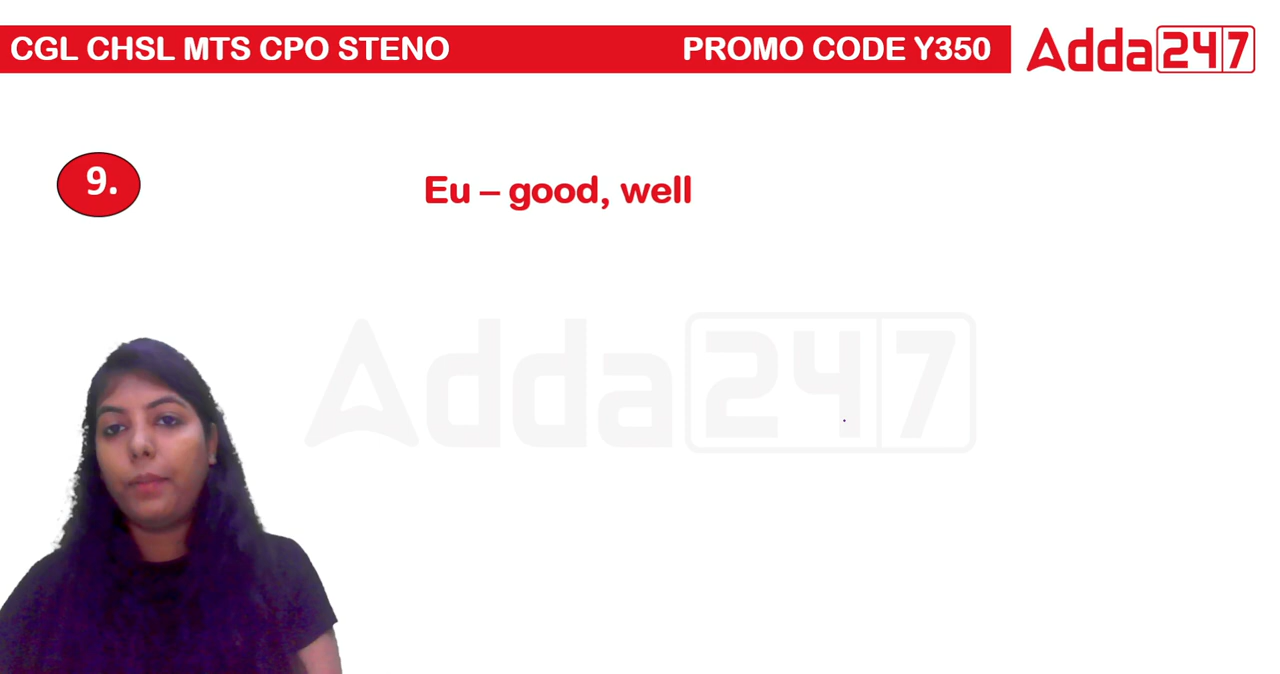 CGL CHSL MTS CPO STENO PROMO CODE Y350 Adda247
9. Eu – good, well
Adda247